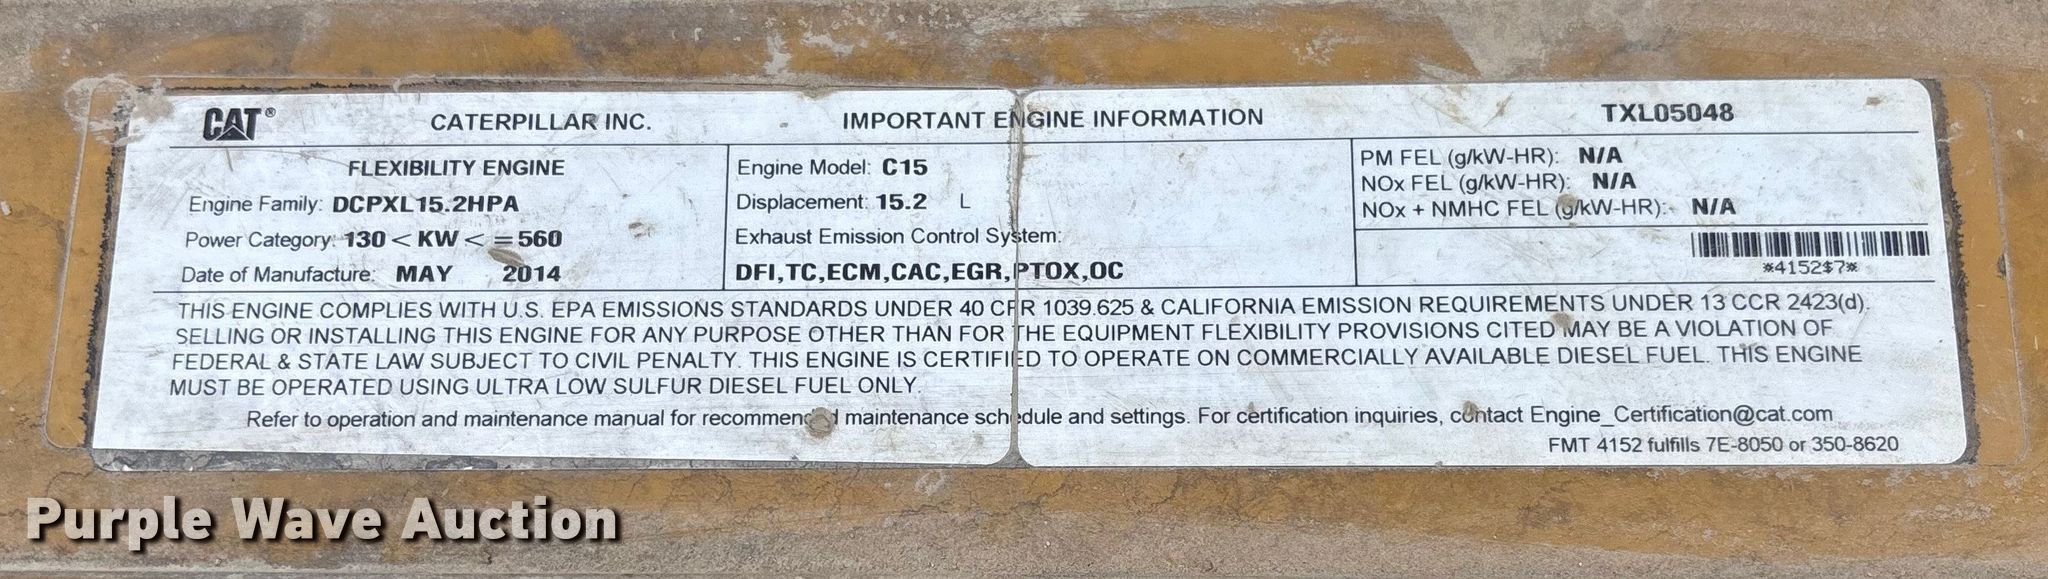 CAT® CATERPILLAR INC. IMPORTANT ENGINE INFORMATION TXL05048
FLEXIBILITY ENGINE
Engine Family: DCPXL15.2HPA
Power Category: 130 < KW < = 560
Date of Manufacture: MAY 2014
Engine Model: C15
Displacement: 15.2 L
Exhaust Emission Control System:
DFI,TC,ECM,CAC,EGR,PTOX,OC
PM FEL (g/kW-HR): N/A
NOx FEL (g/kW-HR): N/A
NOx + NMHC FEL (g/kW-HR): N/A
*4152$7*
THIS ENGINE COMPLIES WITH U.S. EPA EMISSIONS STANDARDS UNDER 40 CFR 1039.625 & CALIFORNIA EMISSION REQUIREMENTS UNDER 13 CCR 2423(d).
SELLING OR INSTALLING THIS ENGINE FOR ANY PURPOSE OTHER THAN FOR THE EQUIPMENT FLEXIBILITY PROVISIONS CITED MAY BE A VIOLATION OF
FEDERAL & STATE LAW SUBJECT TO CIVIL PENALTY. THIS ENGINE IS CERTIFIED TO OPERATE ON COMMERCIALLY AVAILABLE DIESEL FUEL. THIS ENGINE
MUST BE OPERATED USING ULTRA LOW SULFUR DIESEL FUEL ONLY.
Refer to operation and maintenance manual for recommended maintenance schedule and settings. For certification inquiries, contact Engine_Certification@cat.com
FMT 4152 fulfills 7E-8050 or 350-8620
Purple Wave Auction